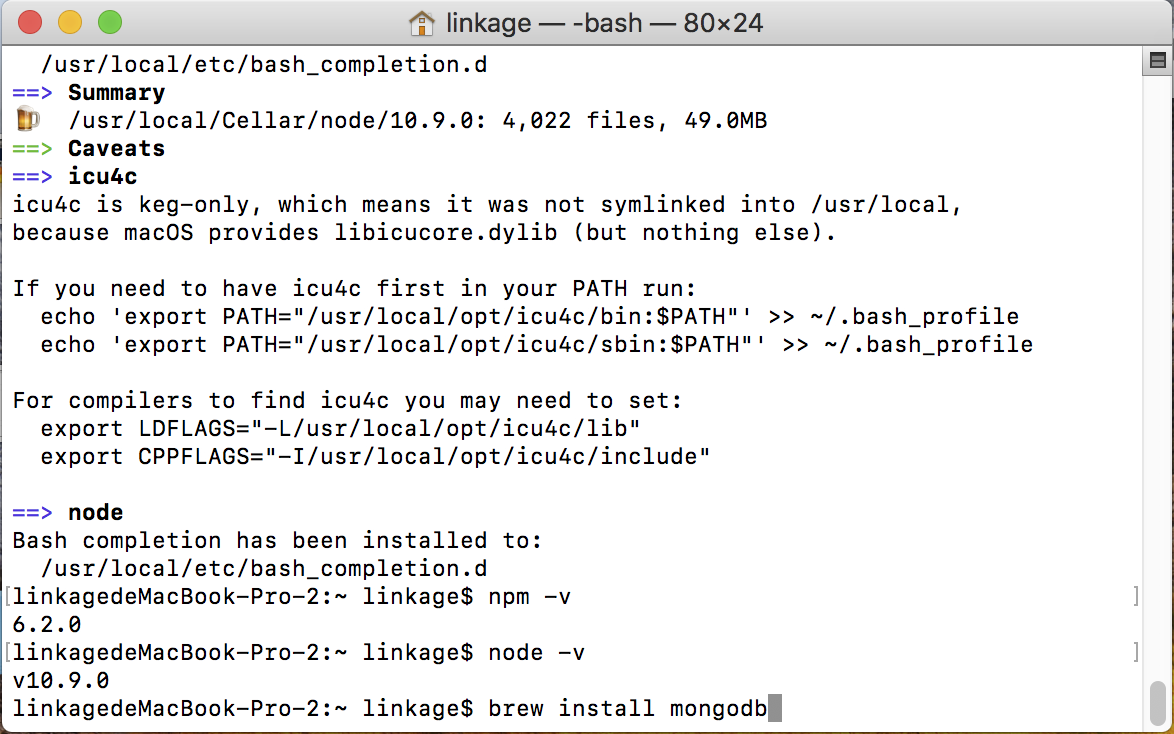 linkage — -bash — 80×24
/usr/local/etc/bash_completion.d
==> Summary
🍺 /usr/local/Cellar/node/10.9.0: 4,022 files, 49.0MB
==> Caveats
==> icu4c
icu4c is keg-only, which means it was not symlinked into /usr/local,
because macOS provides libicucore.dylib (but nothing else).
If you need to have icu4c first in your PATH run:
echo 'export PATH="/usr/local/opt/icu4c/bin:$PATH"' >> ~/.bash_profile
echo 'export PATH="/usr/local/opt/icu4c/sbin:$PATH"' >> ~/.bash_profile
For compilers to find icu4c you may need to set:
export LDFLAGS="-L/usr/local/opt/icu4c/lib"
export CPPFLAGS="-I/usr/local/opt/icu4c/include"
==> node
Bash completion has been installed to:
/usr/local/etc/bash_completion.d
[linkagedeMacBook-Pro-2:~ linkage$ npm -v ]
6.2.0
[linkagedeMacBook-Pro-2:~ linkage$ node -v ]
v10.9.0
linkagedeMacBook-Pro-2:~ linkage$ brew install mongodb